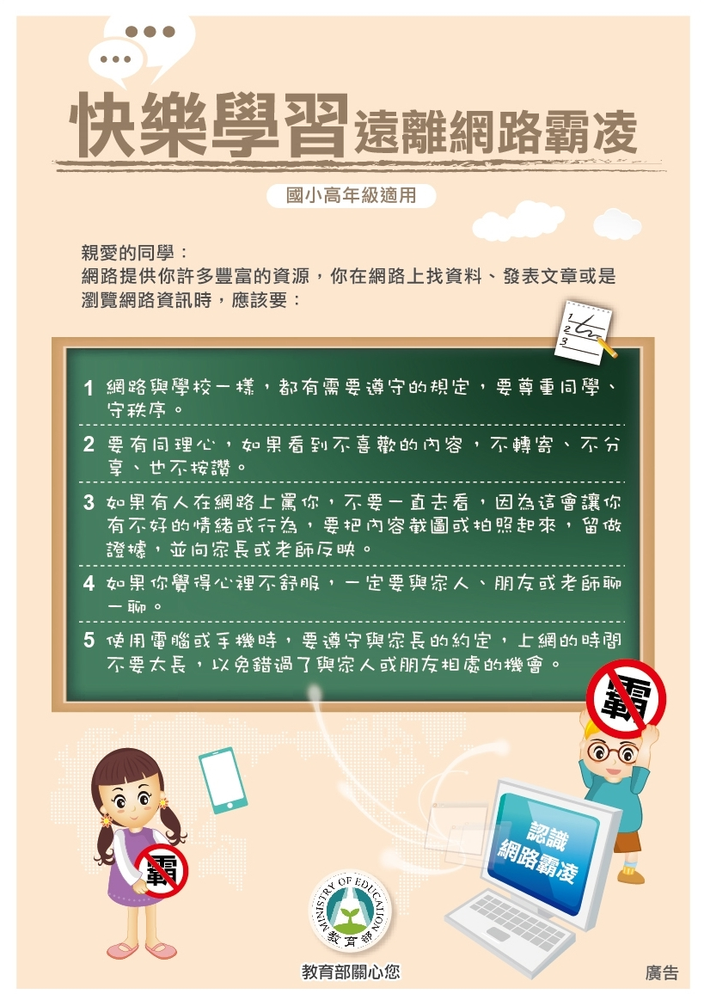 快樂學習遠離網路霸凌
國小高年級適用
親愛的同學：
網路提供你許多豐富的資源，你在網路上找資料、發表文章或是
瀏覽網路資訊時，應該要：
1
2
3
1 網路與學校一樣，都有需要遵守的規定，要尊重同學、
守秩序。
2 要有同理心，如果看到不喜歡的內容，不轉寄、不分
享、也不按讚。
3 如果有人在網路上罵你，不要一直去看，因為這會讓你
有不好的情緒或行為，要把內容截圖或拍照起來，留做
證據，並向家長或老師反映。
4 如果你覺得心裡不舒服，一定要與家人、朋友或老師聊
一聊。
5 使用電腦或手機時，要遵守與家長的約定，上網的時間
不要太長，以免錯過了與家人或朋友相處的機會。
霸
霸
認識
網路霸凌
MINISTRY OF EDUCATION
教育部
教育部關心您
廣告